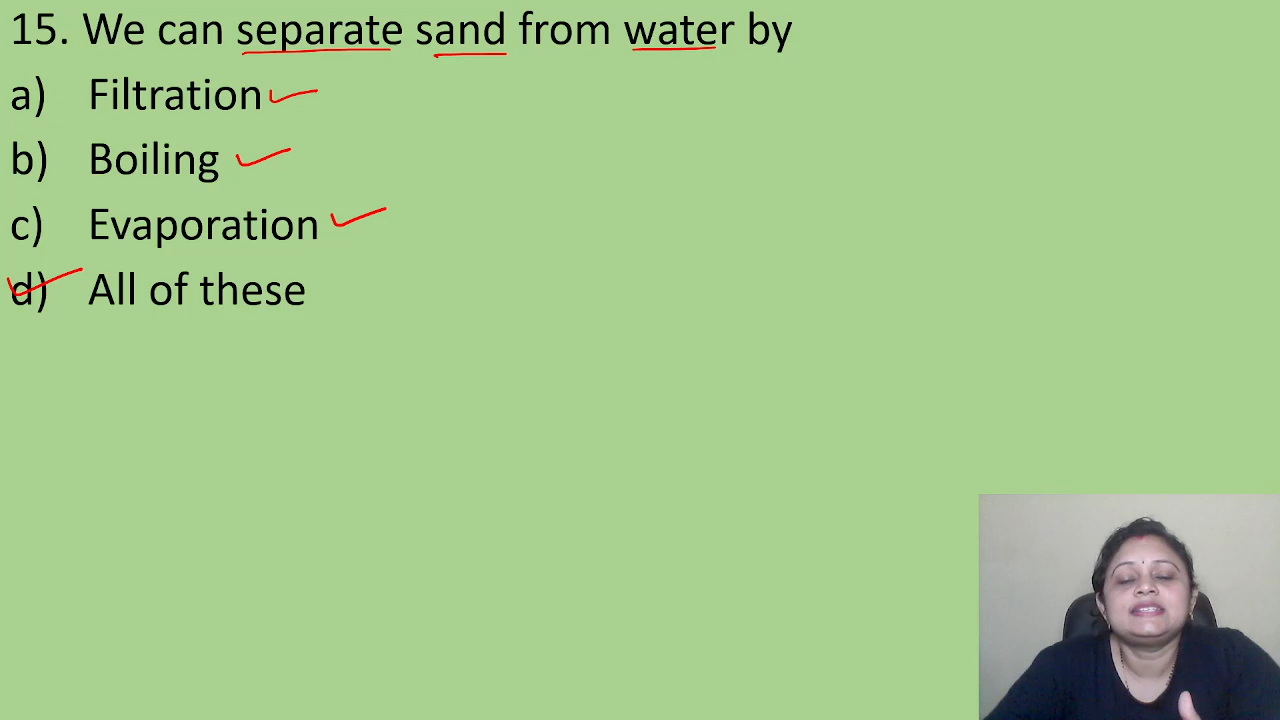 15. We can separate sand from water by
a) Filtration
b) Boiling
c) Evaporation
d) All of these